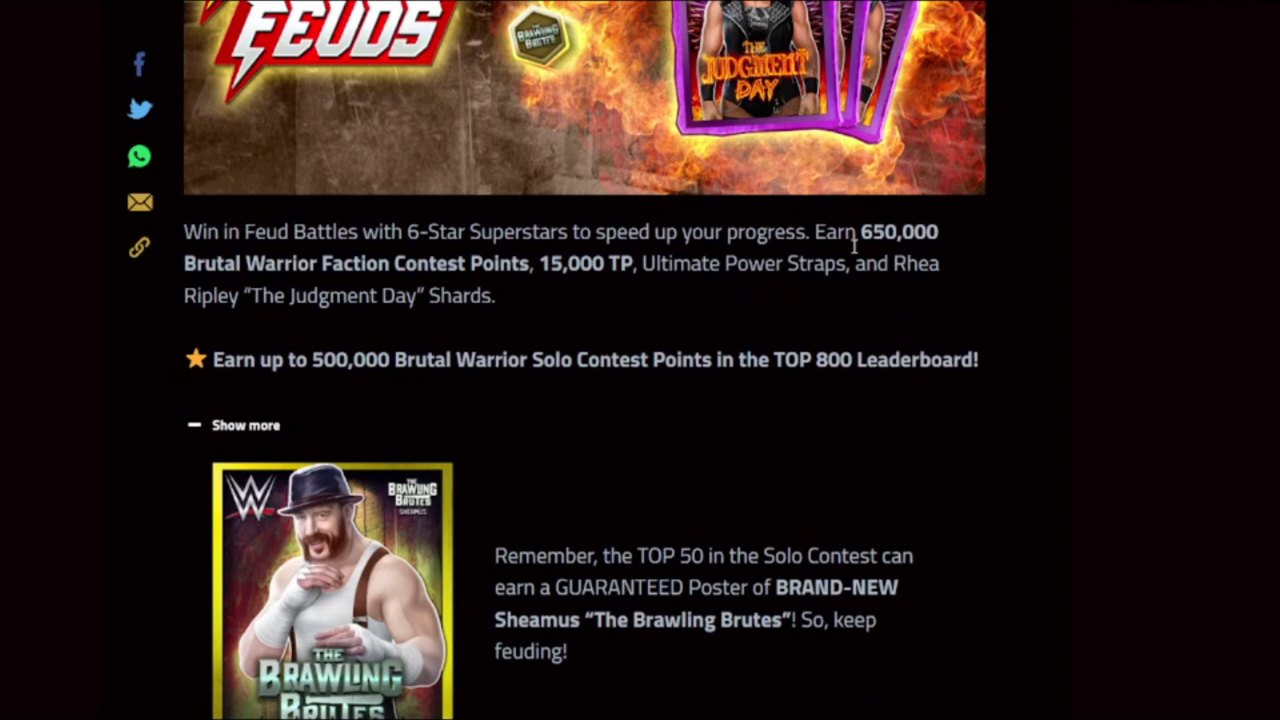 FEUDS
THE
BRAWLING
BRUTES
THE
JUDGMENT
DAY
Win in Feud Battles with 6-Star Superstars to speed up your progress. Earn 650,000
Brutal Warrior Faction Contest Points, 15,000 TP, Ultimate Power Straps, and Rhea
Ripley “The Judgment Day” Shards.
Earn up to 500,000 Brutal Warrior Solo Contest Points in the TOP 800 Leaderboard!
Show more
W
THE
BRAWLING
BRUTES
SHEAMUS
Remember, the TOP 50 in the Solo Contest can
earn a GUARANTEED Poster of BRAND-NEW
Sheamus “The Brawling Brutes”! So, keep
feuding!
THE
BRAWLING
BRUTES